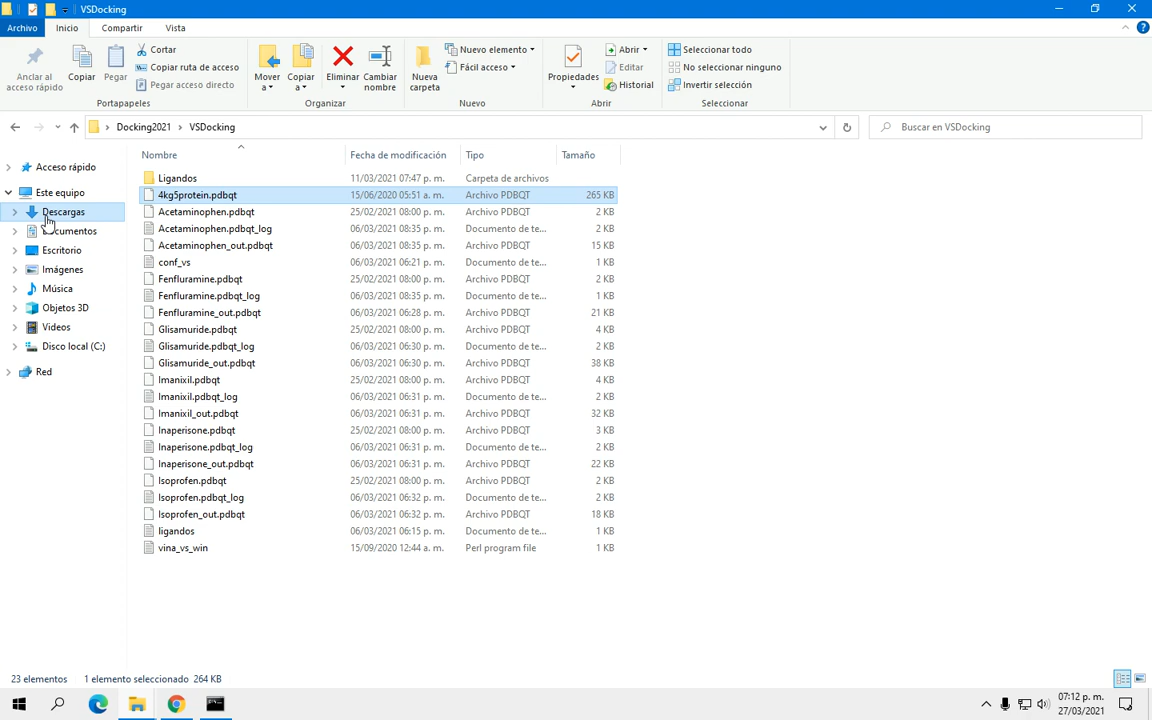 VSDocking
Archivo Inicio Compartir Vista
Anclar al acceso rápido
Copiar
Pegar
Cortar
Copiar ruta de acceso
Pegar acceso directo
Portapapeles
Mover a
Copiar a
Eliminar
Cambiar nombre
Organizar
Nueva carpeta
Nuevo elemento
Fácil acceso
Nuevo
Propiedades
Abrir
Editar
Historial
Abrir
Seleccionar todo
No seleccionar ninguno
Invertir selección
Seleccionar
Docking2021 > VSDocking
Buscar en VSDocking
Acceso rápido
Este equipo
Descargas
Documentos
Escritorio
Imágenes
Música
Objetos 3D
Videos
Disco local (C:)
Red
Nombre Fecha de modificación Tipo Tamaño
Ligandos 11/03/2021 07:47 p. m. Carpeta de archivos
4kg5protein.pdbqt 15/06/2020 05:51 a. m. Archivo PDBQT 265 KB
Acetaminophen.pdbqt 25/02/2021 08:00 p. m. Archivo PDBQT 2 KB
Acetaminophen.pdbqt_log 06/03/2021 08:35 p. m. Documento de te... 2 KB
Acetaminophen_out.pdbqt 06/03/2021 08:35 p. m. Archivo PDBQT 15 KB
conf_vs 06/03/2021 06:21 p. m. Documento de te... 1 KB
Fenfluramine.pdbqt 25/02/2021 08:00 p. m. Archivo PDBQT 2 KB
Fenfluramine.pdbqt_log 06/03/2021 08:35 p. m. Documento de te... 1 KB
Fenfluramine_out.pdbqt 06/03/2021 06:28 p. m. Archivo PDBQT 21 KB
Glisamuride.pdbqt 25/02/2021 08:00 p. m. Archivo PDBQT 4 KB
Glisamuride.pdbqt_log 06/03/2021 06:30 p. m. Documento de te... 2 KB
Glisamuride_out.pdbqt 06/03/2021 06:30 p. m. Archivo PDBQT 38 KB
Imanixil.pdbqt 25/02/2021 08:00 p. m. Archivo PDBQT 4 KB
Imanixil.pdbqt_log 06/03/2021 06:31 p. m. Documento de te... 2 KB
Imanixil_out.pdbqt 06/03/2021 06:31 p. m. Archivo PDBQT 32 KB
Inaperisone.pdbqt 25/02/2021 08:00 p. m. Archivo PDBQT 3 KB
Inaperisone.pdbqt_log 06/03/2021 06:31 p. m. Documento de te... 2 KB
Inaperisone_out.pdbqt 06/03/2021 06:31 p. m. Archivo PDBQT 22 KB
Isoprofen.pdbqt 25/02/2021 08:00 p. m. Archivo PDBQT 2 KB
Isoprofen.pdbqt_log 06/03/2021 06:32 p. m. Documento de te... 2 KB
Isoprofen_out.pdbqt 06/03/2021 06:32 p. m. Archivo PDBQT 18 KB
ligandos 06/03/2021 06:15 p. m. Documento de te... 1 KB
vina_vs_win 15/09/2020 12:44 a. m. Perl program file 1 KB
23 elementos 1 elemento seleccionado 264 KB
07:12 p. m.
27/03/2021